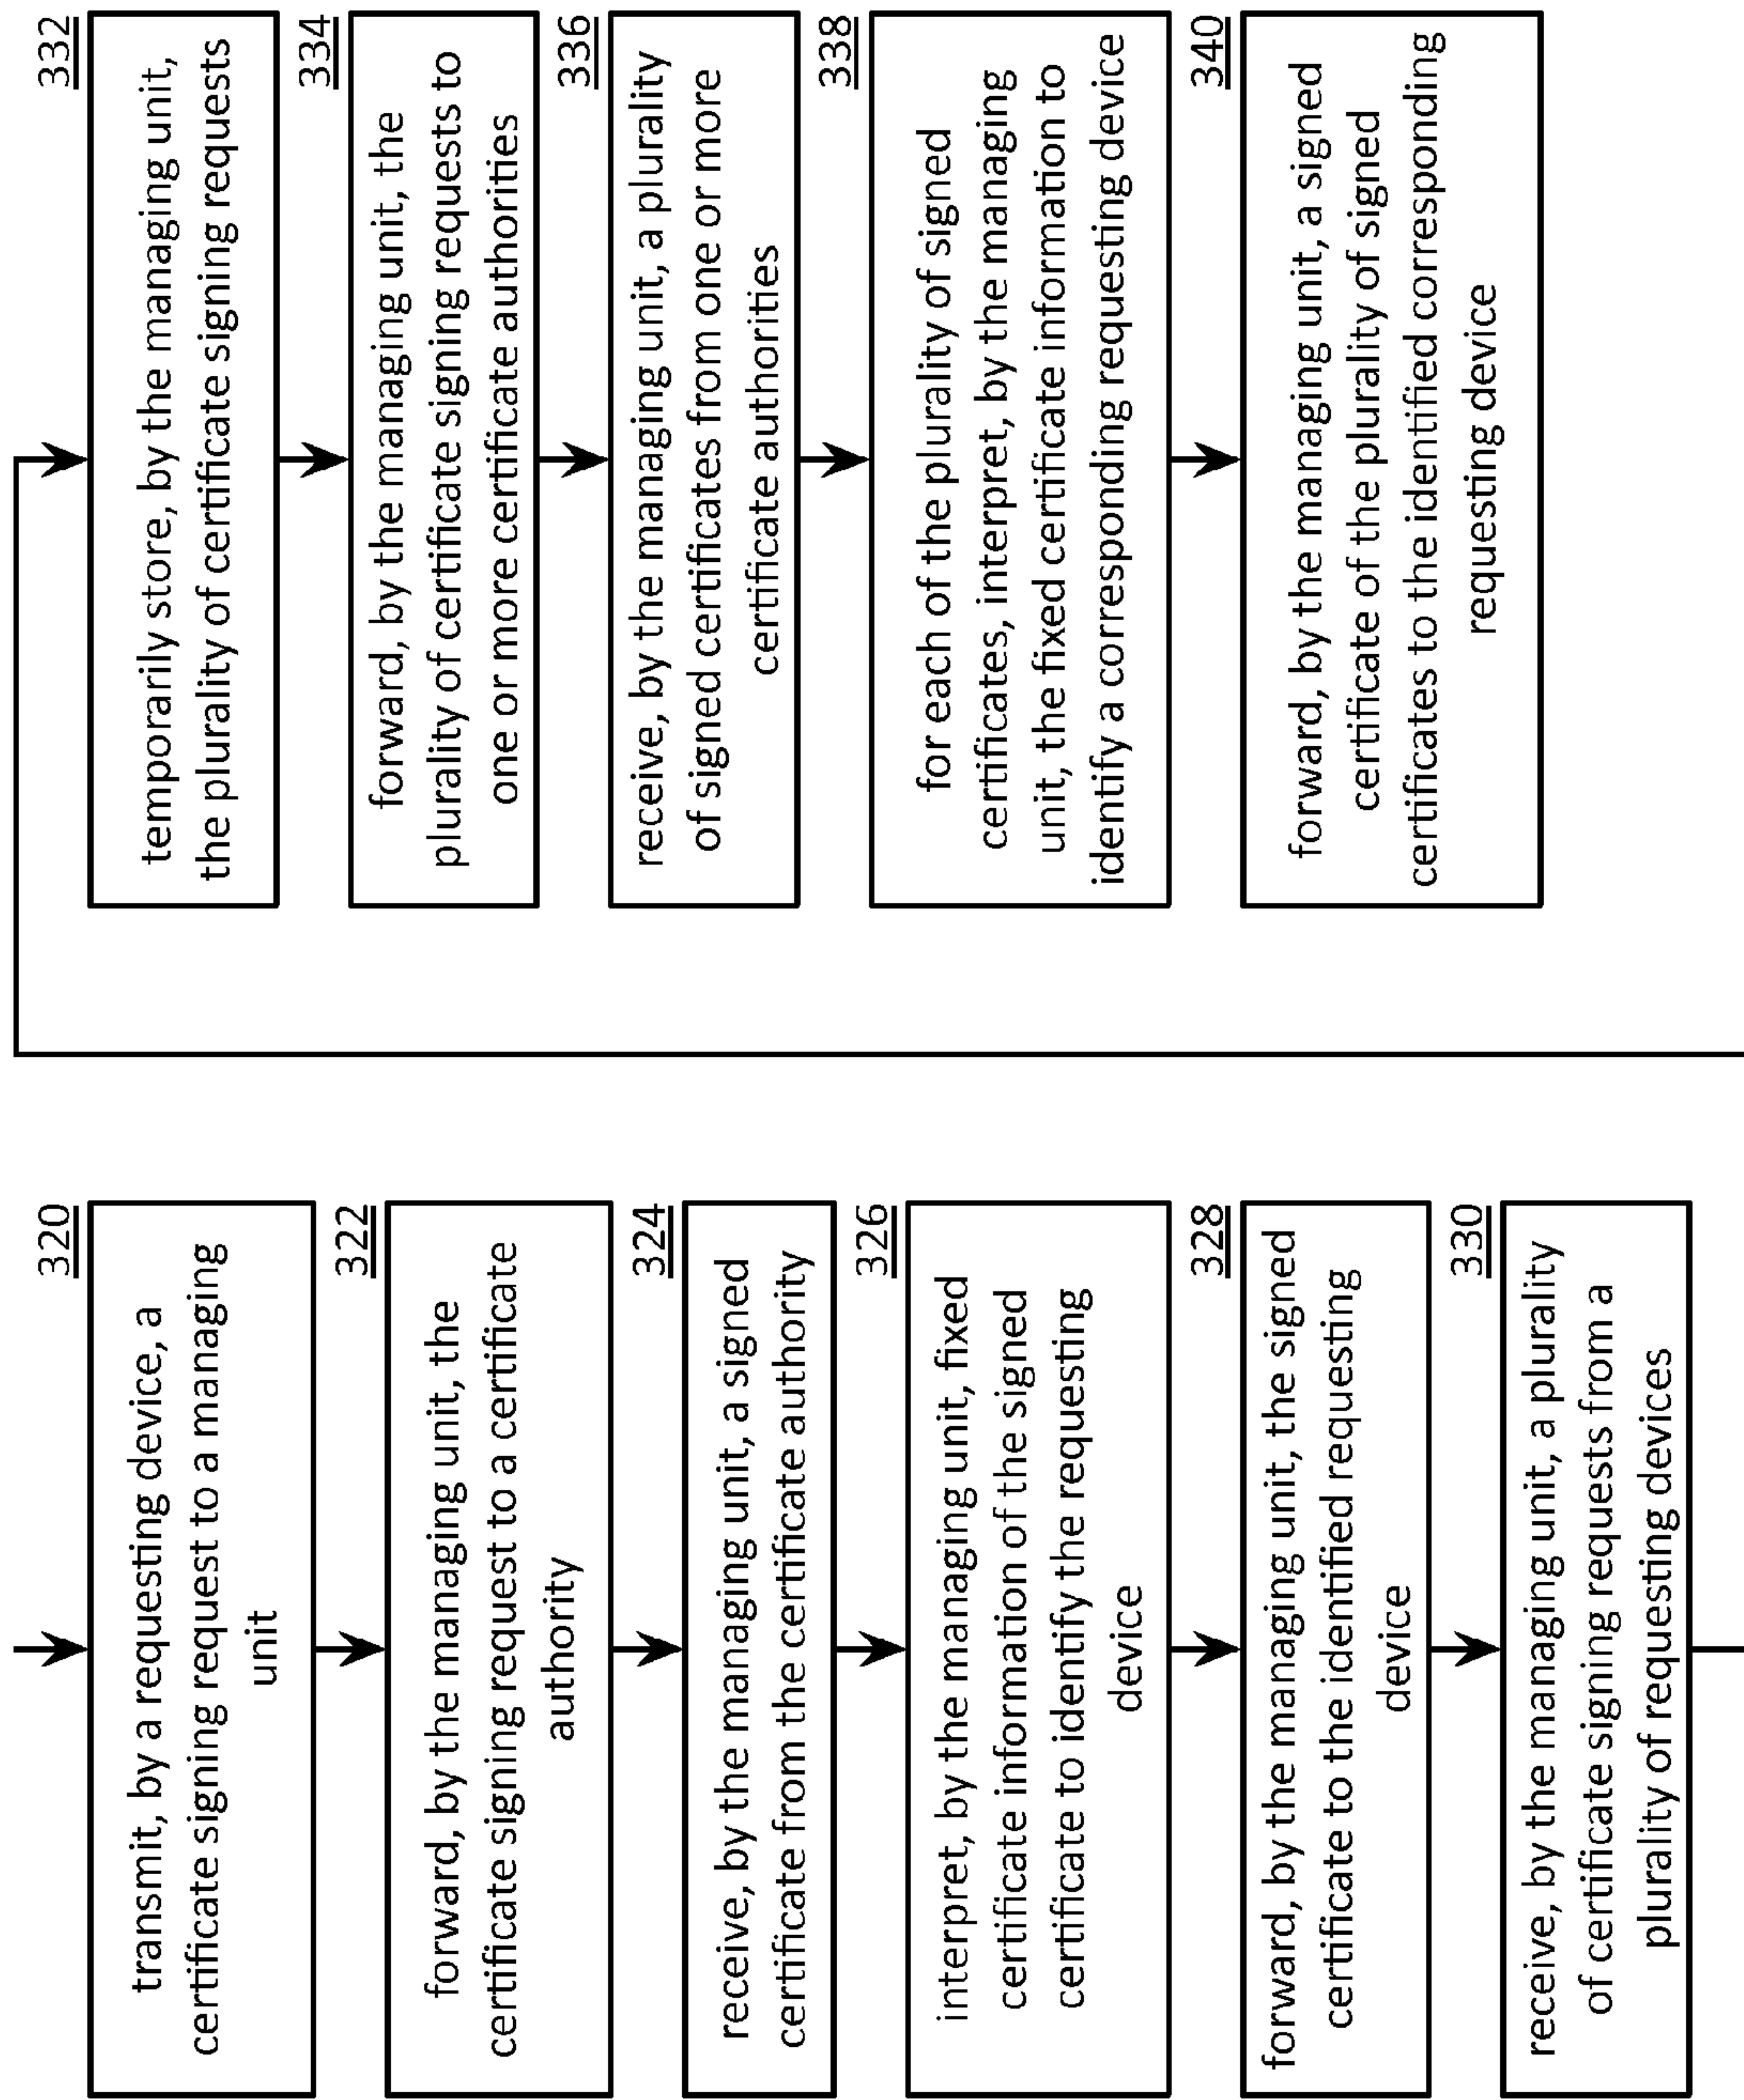 320
transmit, by a requesting device, a
certificate signing request to a managing
unit
322
forward, by the managing unit, the
certificate signing request to a certificate
authority
324
receive, by the managing unit, a signed
certificate from the certificate authority
326
interpret, by the managing unit, fixed
certificate information of the signed
certificate to identify the requesting
device
328
forward, by the managing unit, the signed
certificate to the identified requesting
device
330
receive, by the managing unit, a plurality
of certificate signing requests from a
plurality of requesting devices
332
temporarily store, by the managing unit,
the plurality of certificate signing requests
334
forward, by the managing unit, the
plurality of certificate signing requests to
one or more certificate authorities
336
receive, by the managing unit, a plurality
of signed certificates from one or more
certificate authorities
338
for each of the plurality of signed
certificates, interpret, by the managing
unit, the fixed certificate information to
identify a corresponding requesting device
340
forward, by the managing unit, a signed
certificate of the plurality of signed
certificates to the identified corresponding
requesting device